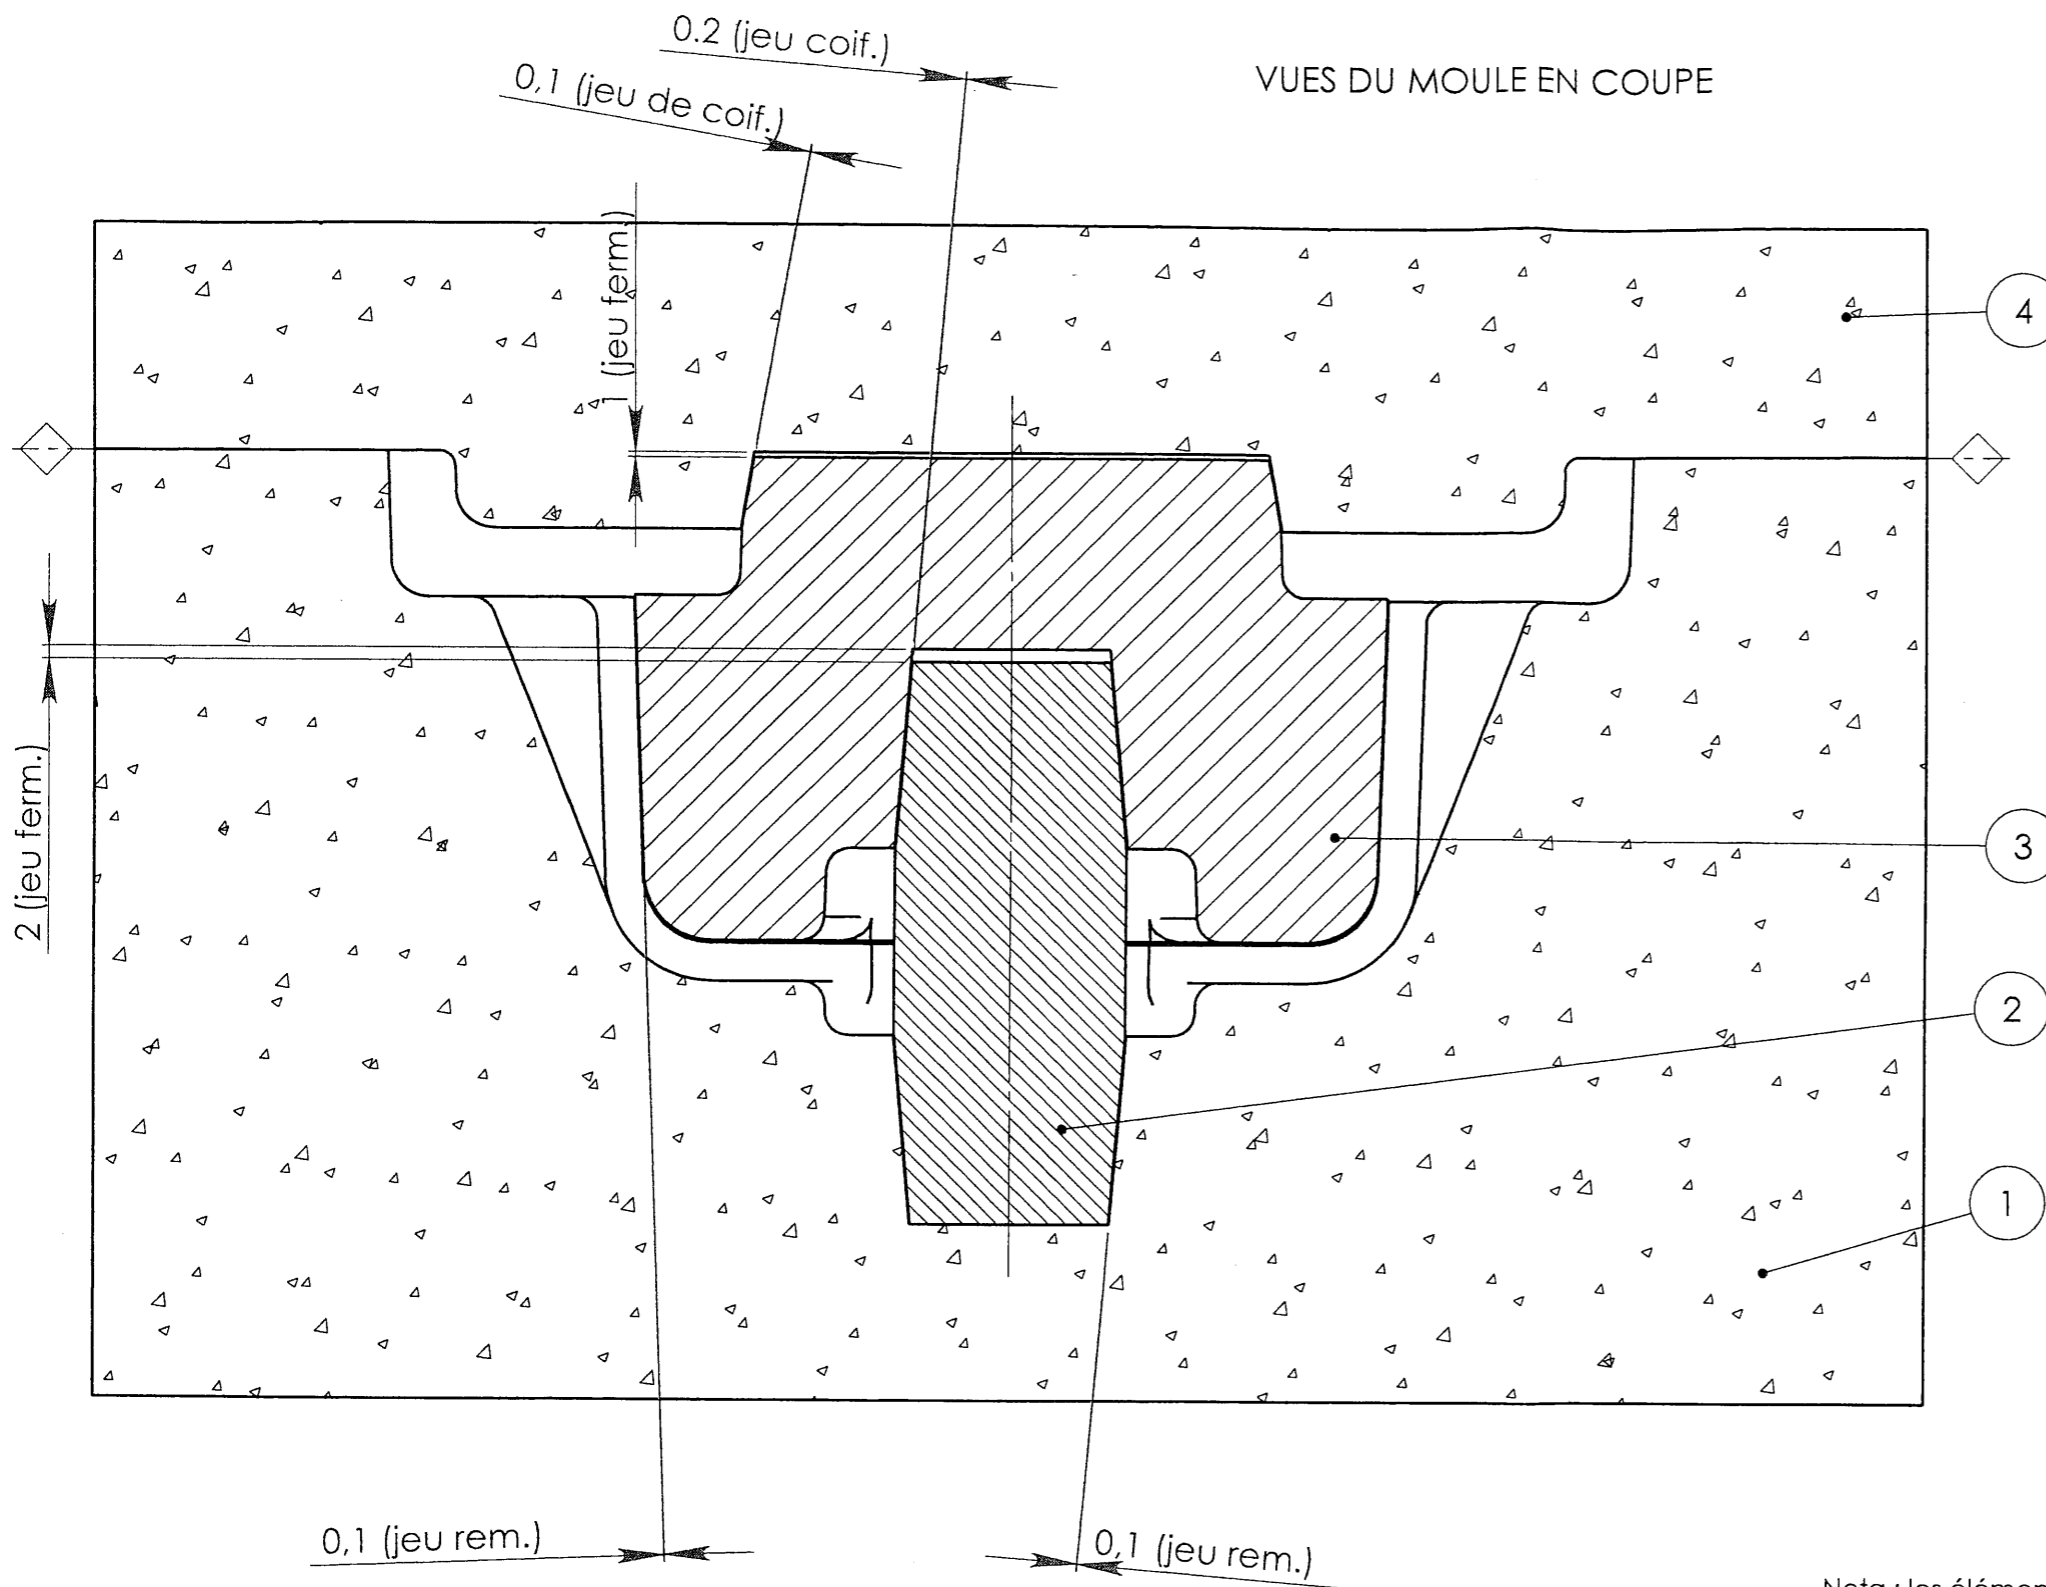 0.2 (jeu coif.)
VUES DU MOULE EN COUPE
0,1 (jeu de coif.)
1 (jeu ferm.)
4
2 (jeu ferm.)
3
2
1
0,1 (jeu rem.)
0,1 (jeu rem.)